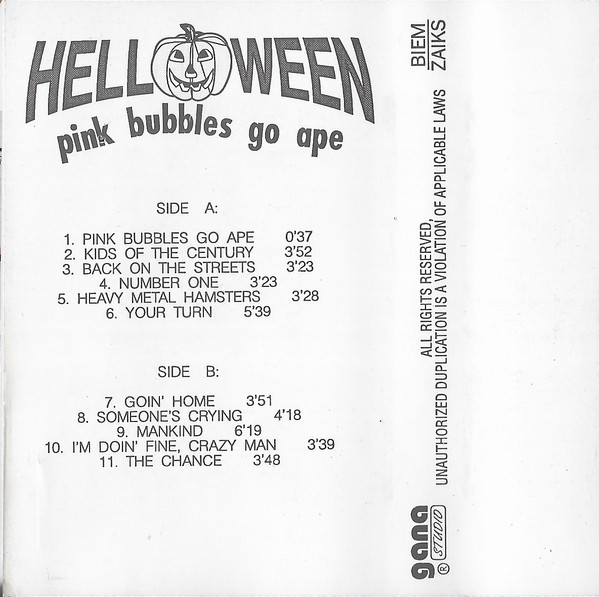 HELLOWEEN
pink bubbles go ape
SIDE A:
1. PINK BUBBLES GO APE 0'37
2. KIDS OF THE CENTURY 3'52
3. BACK ON THE STREETS 3'23
4. NUMBER ONE 3'23
5. HEAVY METAL HAMSTERS 3'28
6. YOUR TURN 5'39
SIDE B:
7. GOIN' HOME 3'51
8. SOMEONE'S CRYING 4'18
9. MANKIND 6'19
10. I'M DOIN' FINE, CRAZY MAN 3'39
11. THE CHANCE 3'48
BIEM
ZAIKS
ALL RIGHTS RESERVED,
UNAUTHORIZED DUPLICATION IS A VIOLATION OF APPLICABLE LAWS
gana
® STUDIO